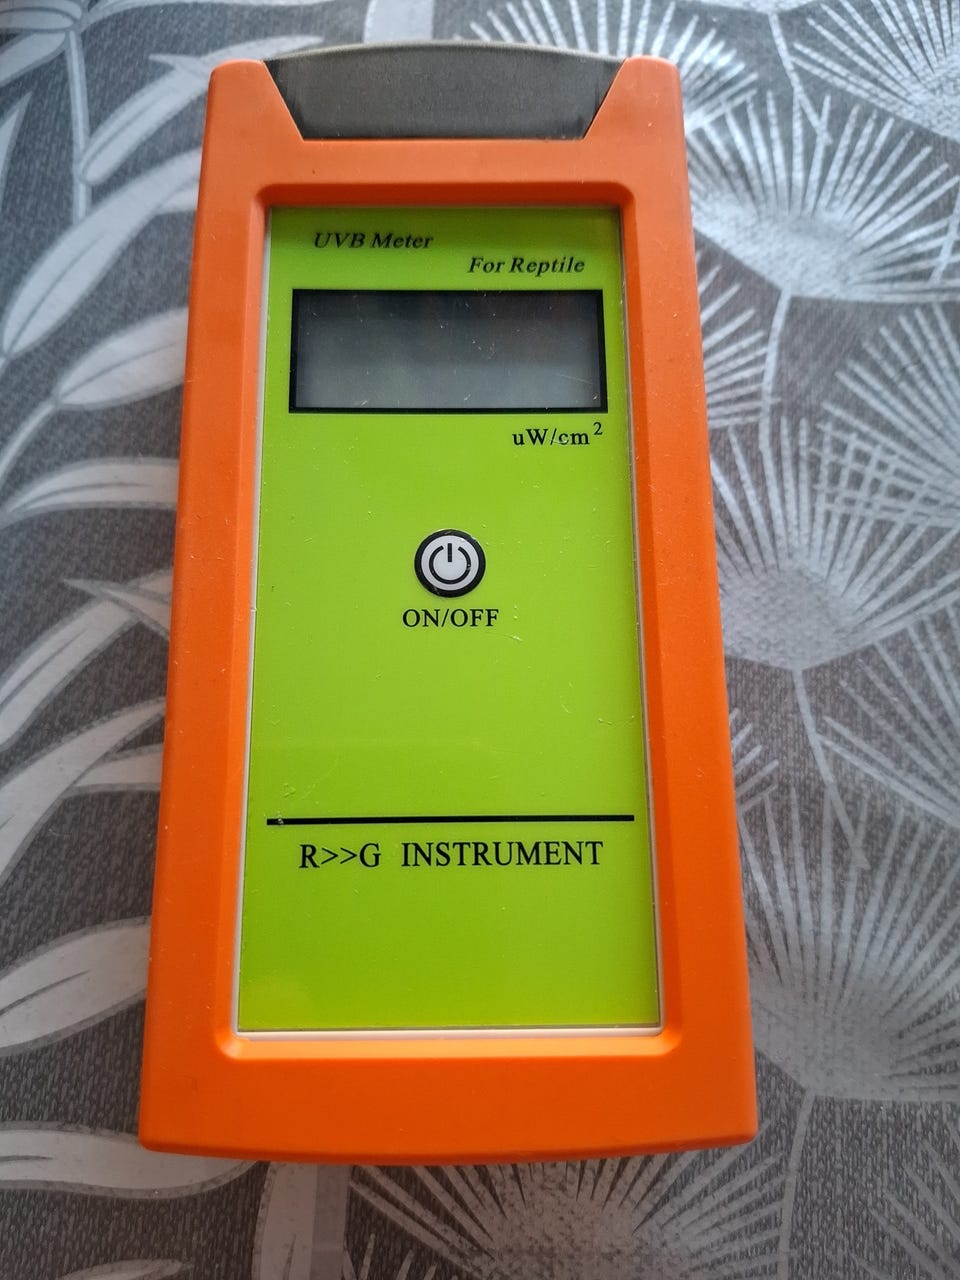 UVB Meter
For Reptile
uW/cm²
ON/OFF
R>>G INSTRUMENT